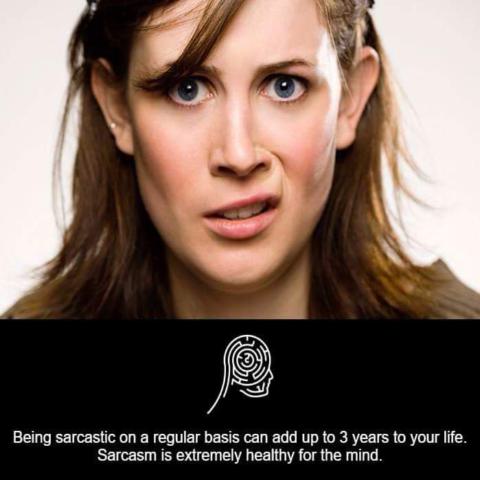 Being sarcastic on a regular basis can add up to 3 years to your life.
Sarcasm is extremely healthy for the mind.